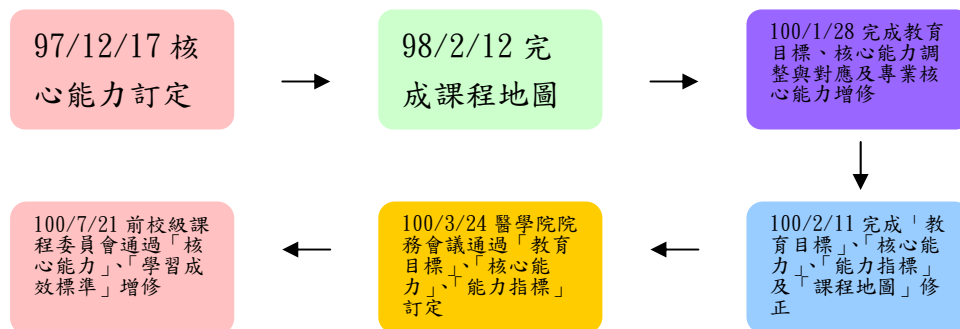 97/12/17 核
心能力訂定
98/2/12 完
成課程地圖
100/1/28 完成教育
目標、核心能力調
整與對應及專業核
心能力增修
100/2/11 完成「教
育目標」、「核心能
力」、「能力指標」
及「課程地圖」修
正
100/3/24 醫學院院
務會議通過「教育
目標」、「核心能
力」、「能力指標」
訂定
100/7/21 前校級課
程委員會通過「核
心能力」、「學習成
效標準」增修